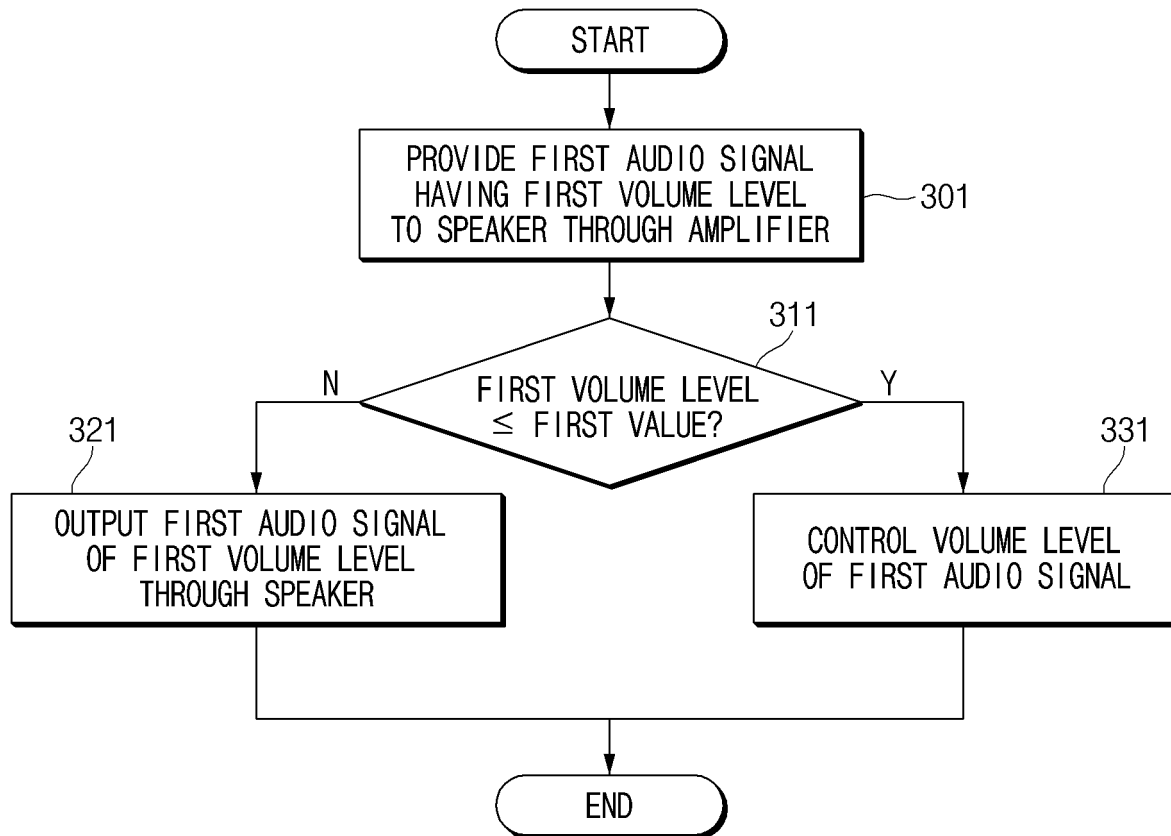 START
PROVIDE FIRST AUDIO SIGNAL
HAVING FIRST VOLUME LEVEL
TO SPEAKER THROUGH AMPLIFIER
301
311
N
FIRST VOLUME LEVEL
≤ FIRST VALUE?
Y
321
331
OUTPUT FIRST AUDIO SIGNAL
OF FIRST VOLUME LEVEL
THROUGH SPEAKER
CONTROL VOLUME LEVEL
OF FIRST AUDIO SIGNAL
END